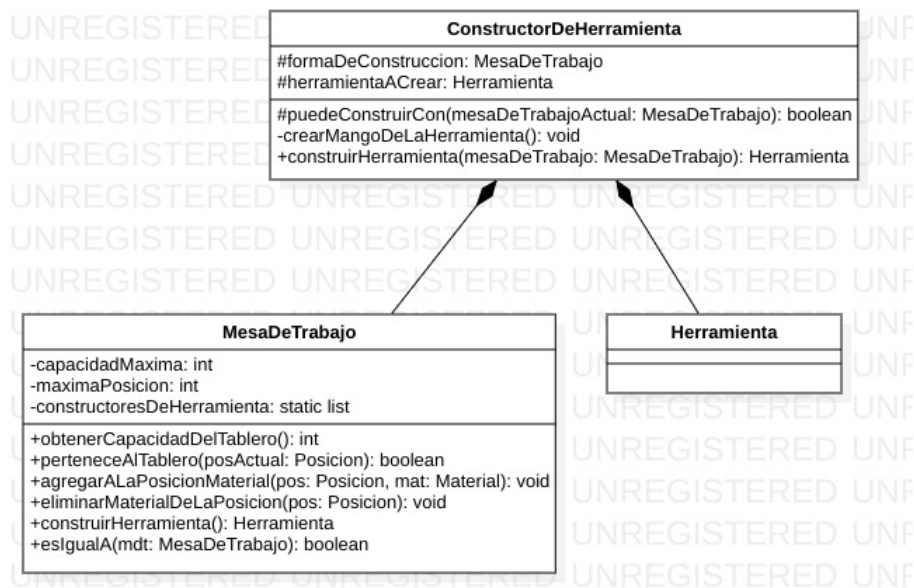 ConstructorDeHerramienta
#formaDeConstruccion: MesaDeTrabajo
#herramientaACrear: Herramienta
#puedeConstruirCon(mesaDeTrabajoActual: MesaDeTrabajo): boolean
-crearMangoDeLaHerramienta(): void
+construirHerramienta(mesaDeTrabajo: MesaDeTrabajo): Herramienta
MesaDeTrabajo
-capacidadMaxima: int
-maximaPosicion: int
-constructoresDeHerramienta: static list
+obtenerCapacidadDelTablero(): int
+perteneceAlTablero(posActual: Posicion): boolean
+agregarALaPosicionMaterial(pos: Posicion, mat: Material): void
+eliminarMaterialDeLaPosicion(pos: Posicion): void
+construirHerramienta(): Herramienta
+esIgualA(mdt: MesaDeTrabajo): boolean
Herramienta
UNREGISTERED